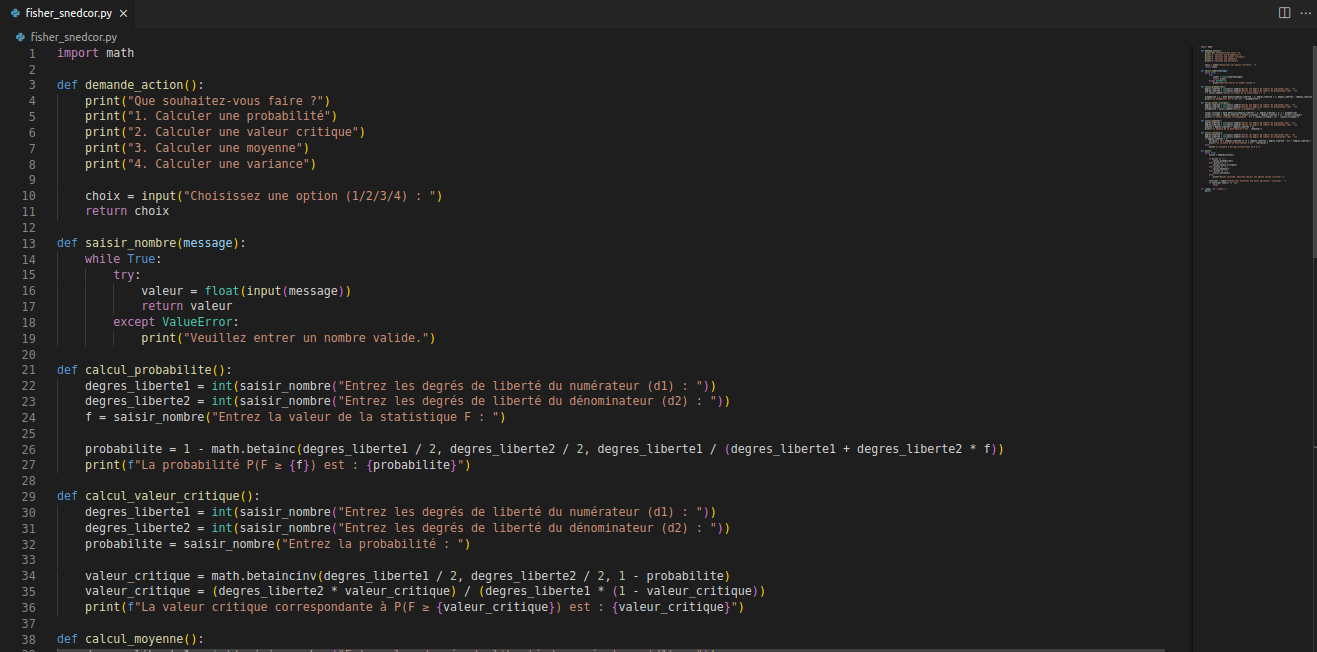 fisher_snedcor.py ×
fisher_snedcor.py
1 import math
2
3 def demande_action():
4     print("Que souhaitez-vous faire ?")
5     print("1. Calculer une probabilité")
6     print("2. Calculer une valeur critique")
7     print("3. Calculer une moyenne")
8     print("4. Calculer une variance")
9
10     choix = input("Choisissez une option (1/2/3/4) : ")
11     return choix
12
13 def saisir_nombre(message):
14     while True:
15         try:
16             valeur = float(input(message))
17             return valeur
18         except ValueError:
19             print("Veuillez entrer un nombre valide.")
20
21 def calcul_probabilite():
22     degres_liberte1 = int(saisir_nombre("Entrez les degrés de liberté du numérateur (d1) : "))
23     degres_liberte2 = int(saisir_nombre("Entrez les degrés de liberté du dénominateur (d2) : "))
24     f = saisir_nombre("Entrez la valeur de la statistique F : ")
25
26     probabilite = 1 - math.betainc(degres_liberte1 / 2, degres_liberte2 / 2, degres_liberte1 / (degres_liberte1 + degres_liberte2 * f))
27     print(f"La probabilité P(F ≥ {f}) est : {probabilite}")
28
29 def calcul_valeur_critique():
30     degres_liberte1 = int(saisir_nombre("Entrez les degrés de liberté du numérateur (d1) : "))
31     degres_liberte2 = int(saisir_nombre("Entrez les degrés de liberté du dénominateur (d2) : "))
32     probabilite = saisir_nombre("Entrez la probabilité : ")
33
34     valeur_critique = math.betaincinv(degres_liberte1 / 2, degres_liberte2 / 2, 1 - probabilite)
35     valeur_critique = (degres_liberte2 * valeur_critique) / (degres_liberte1 * (1 - valeur_critique))
36     print(f"La valeur critique correspondante à P(F ≥ {valeur_critique}) est : {valeur_critique}")
37
38 def calcul_moyenne():